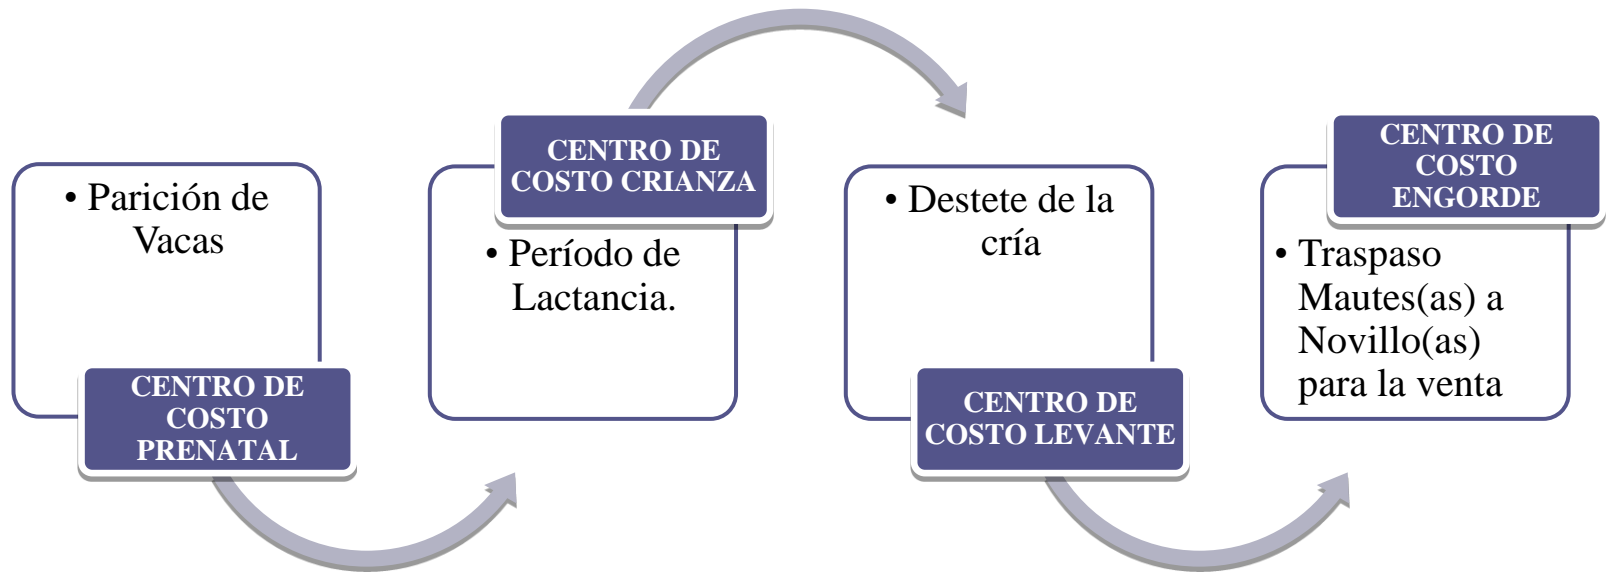 • Parición de
Vacas
CENTRO DE
COSTO
PRENATAL
CENTRO DE
COSTO CRIANZA
• Período de
Lactancia.
• Destete de la
cría
CENTRO DE
COSTO LEVANTE
CENTRO DE
COSTO
ENGORDE
• Traspaso
Mautes(as) a
Novillo(as)
para la venta